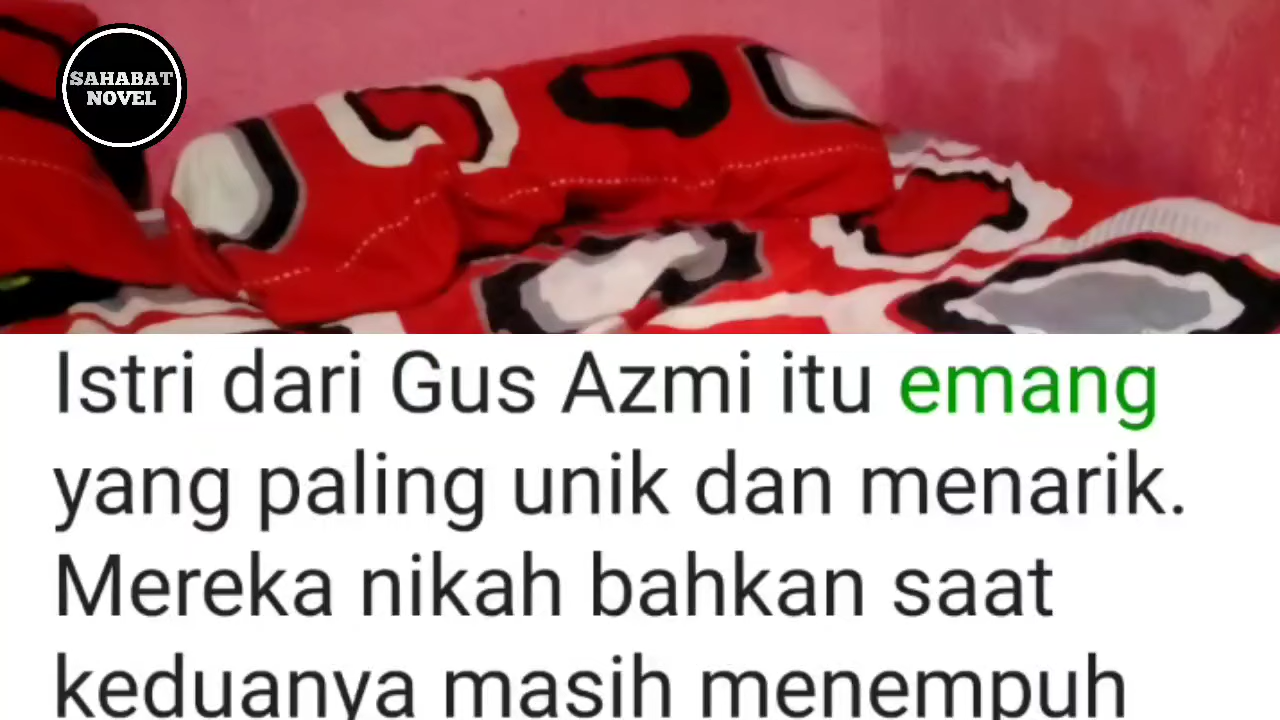 SAHABAT
NOVEL
Istri dari Gus Azmi itu emang
yang paling unik dan menarik.
Mereka nikah bahkan saat
keduanya masih menempuh